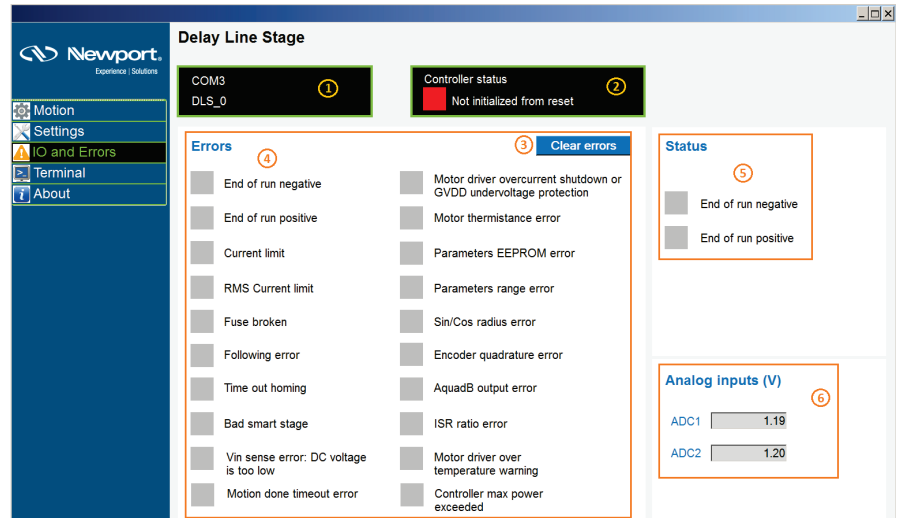 Delay Line Stage
Newport.
Experience | Solutions
COM3
DLS_0
1
Controller status
Not initialized from reset
2
Motion
Settings
IO and Errors
Terminal
About
Errors
4
3
Clear errors
End of run negative
End of run positive
Current limit
RMS Current limit
Fuse broken
Following error
Time out homing
Bad smart stage
Vin sense error: DC voltage
is too low
Motion done timeout error
Motor driver overcurrent shutdown or
GVDD undervoltage protection
Motor thermistance error
Parameters EEPROM error
Parameters range error
Sin/Cos radius error
Encoder quadrature error
AquadB output error
ISR ratio error
Motor driver over
temperature warning
Controller max power
exceeded
Status
5
End of run negative
End of run positive
Analog inputs (V)
6
ADC1 1.19
ADC2 1.20